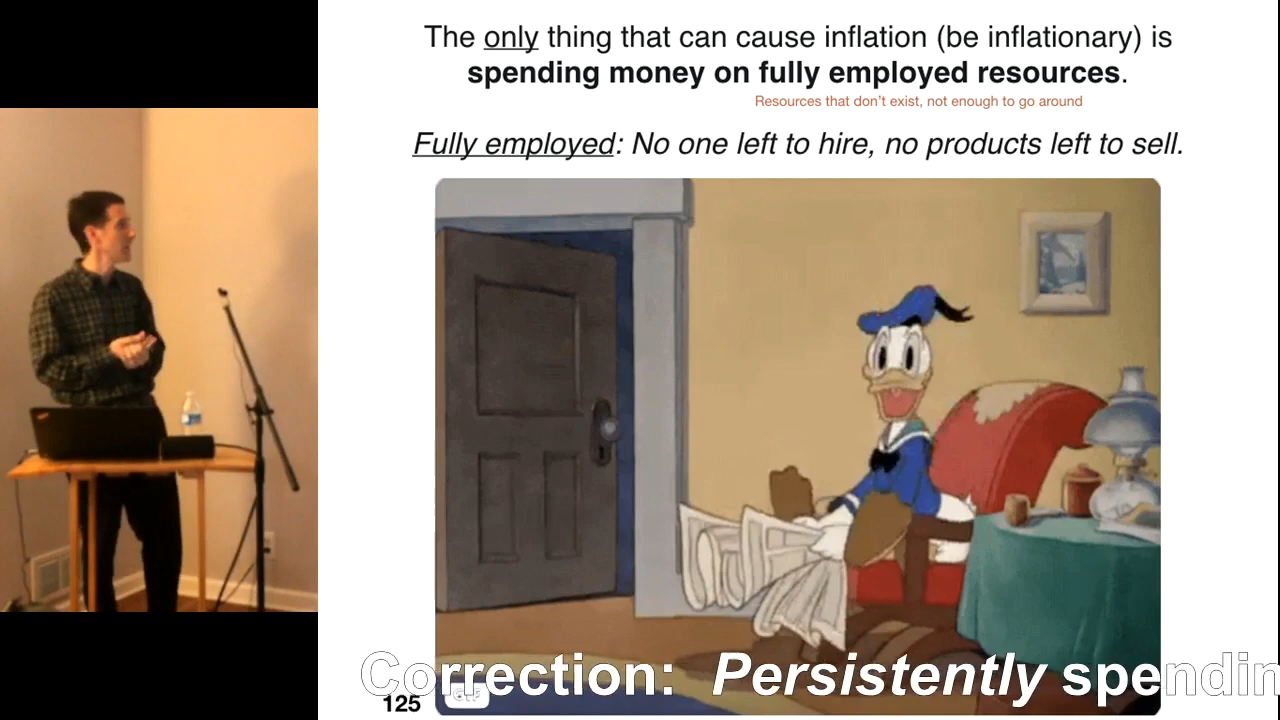 The only thing that can cause inflation (be inflationary) is
spending money on fully employed resources.
Resources that don't exist, not enough to go around
Fully employed: No one left to hire, no products left to sell.
Correction: Persistently spendin
125
GIF